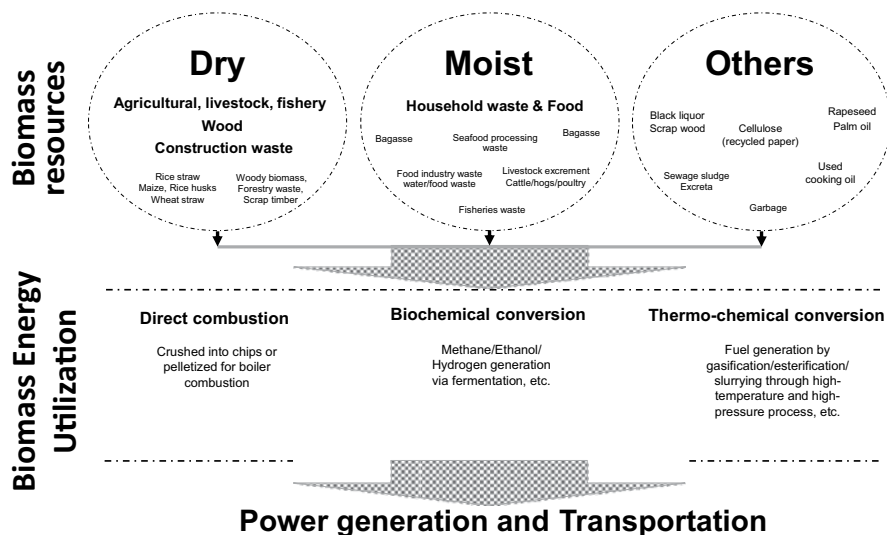 Biomass
resources
Dry
Agricultural, livestock, fishery
Wood
Construction waste
Rice straw
Maize, Rice husks
Wheat straw
Woody biomass,
Forestry waste,
Scrap timber
Moist
Household waste & Food
Bagasse
Seafood processing
waste
Bagasse
Food industry waste
water/food waste
Livestock excrement
Cattle/hogs/poultry
Fisheries waste
Others
Black liquor
Scrap wood
Cellulose
(recycled paper)
Rapeseed
Palm oil
Sewage sludge
Excreta
Used
cooking oil
Garbage
Biomass Energy
Utilization
Direct combustion
Crushed into chips or
pelletized for boiler
combustion
Biochemical conversion
Methane/Ethanol/
Hydrogen generation
via fermentation, etc.
Thermo-chemical conversion
Fuel generation by
gasification/esterification/
slurrying through high-
temperature and high-
pressure process, etc.
Power generation and Transportation